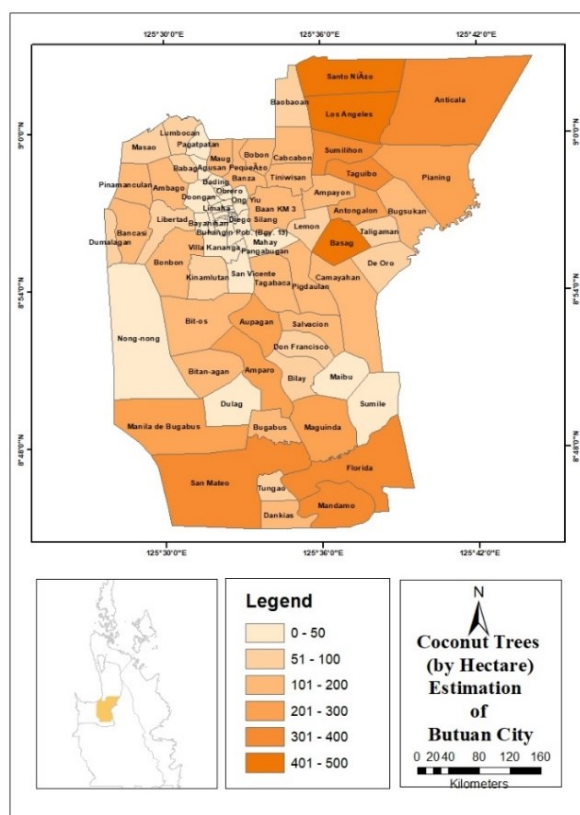 125°30'0"E 125°36'0"E 125°42'0"E
9°0'0"N 9°0'0"N
8°54'0"N 8°54'0"N
8°48'0"N 8°48'0"N
Santo NiÃ±o
Los Angeles
Anticala
Baobaoan
Lumbocan
Masao
Pagatpatan
Sumilihon
Maug
Bobon
Cabcabon
Babag
Agusan PequeÃ±o
Taguibo
Pianing
Pinamanculan
Ambago
Bading
Banza
Tiniwisan
Obrero
Ampayon
Doongan
Ong Yiu
Limaha
Baan KM 3
Antongalon
Bugsukan
Libertad
Bayanihan
Diego Silang
Lemon
Taligaman
Bancasi
Buhangin
Pob. (Bgy. 13)
Basag
Dumalagan
Villa Kananga
Mahay
Pangabugan
De Oro
Bonbon
Kinamlutan
San Vicente
Tagabaca
Camayahan
Pigdaulan
Nong-nong
Bit-os
Aupagan
Salvacion
Don Francisco
Bitan-agan
Amparo
Bilay
Maibu
Dulag
Sumile
Manila de Bugabus
Bugabus
Maguinda
Florida
San Mateo
Tungao
Mandamo
Dankias
125°30'0"E 125°36'0"E 125°42'0"E
Legend
0 - 50
51 - 100
101 - 200
201 - 300
301 - 400
401 - 500
N
Coconut Trees
(by Hectare)
Estimation
of
Butuan City
0 20 40 80 120 160
Kilometers